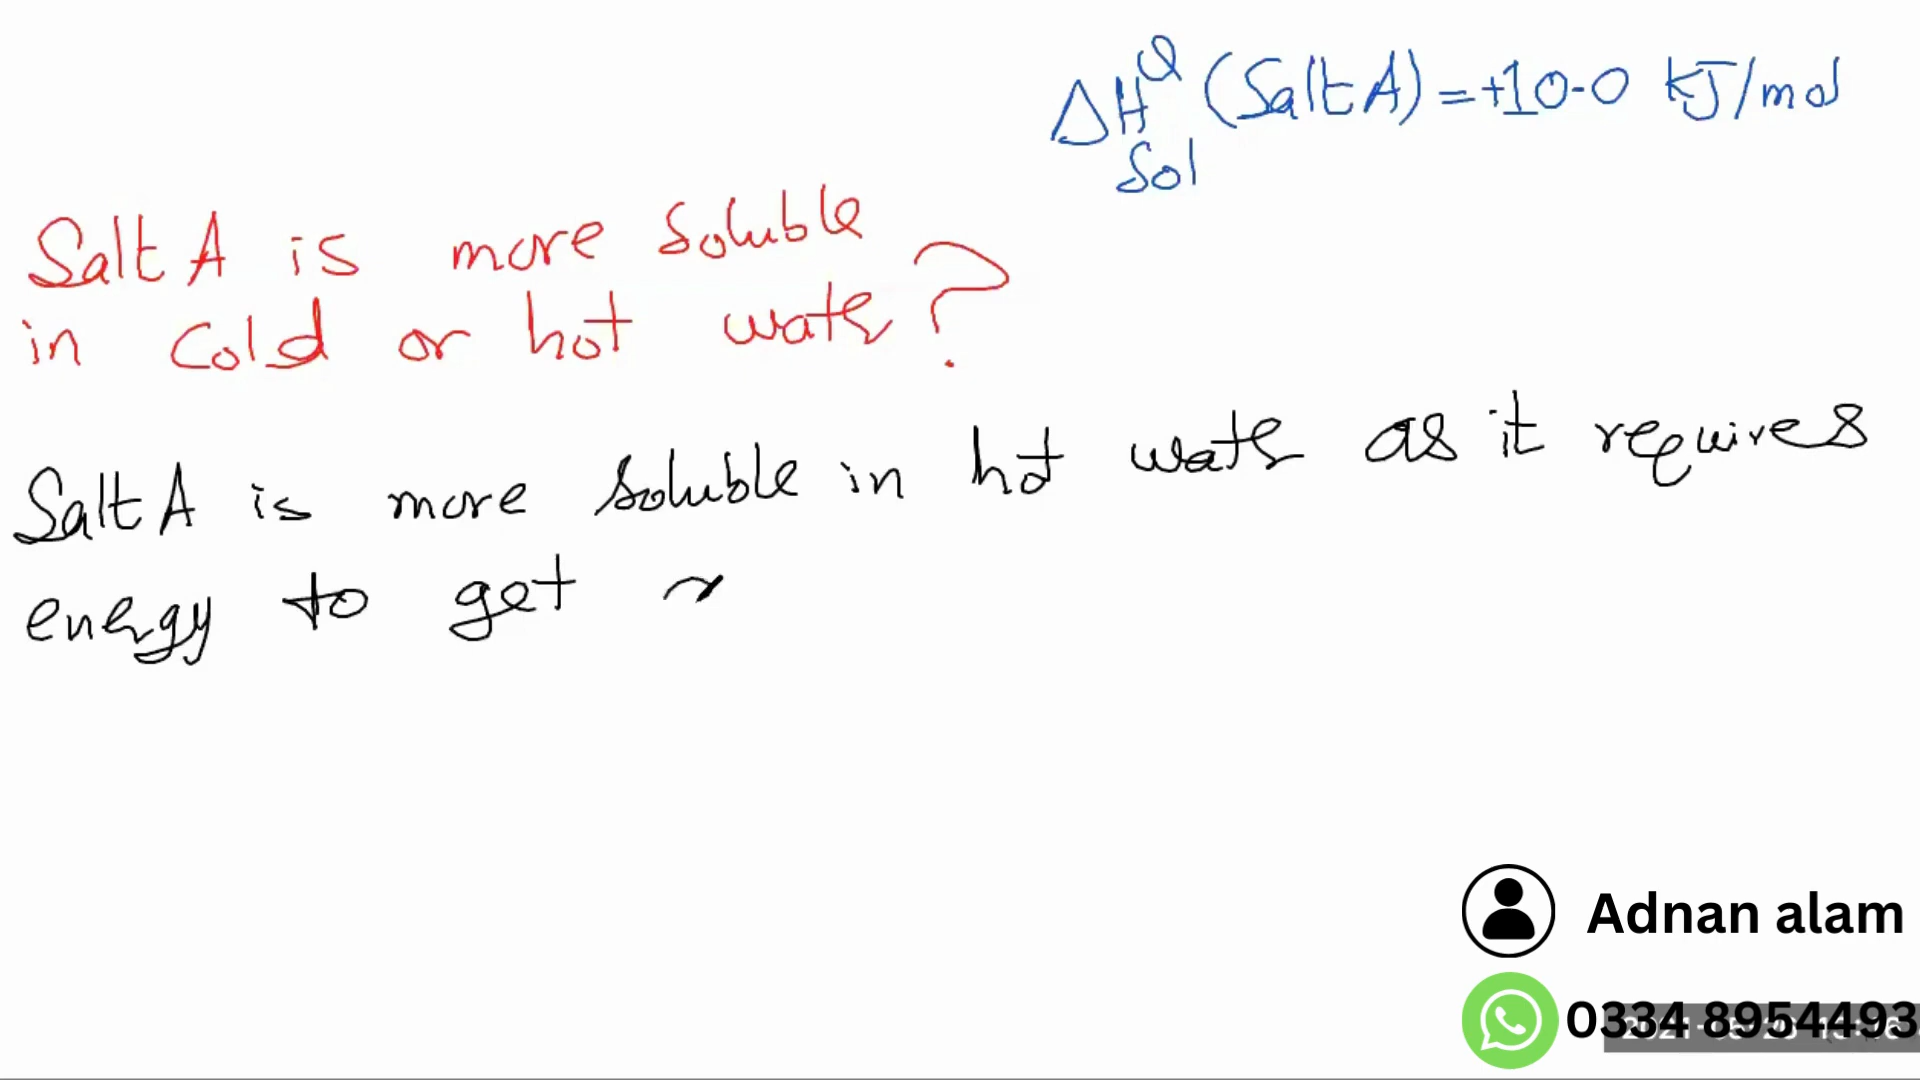 ΔH⦵ (Salt A) = +10.0 KJ/mol
Sol
Salt A is more soluble
in cold or hot water?
Salt A is more soluble in hot water as it requires
energy to get
Adnan alam
0334 8954493